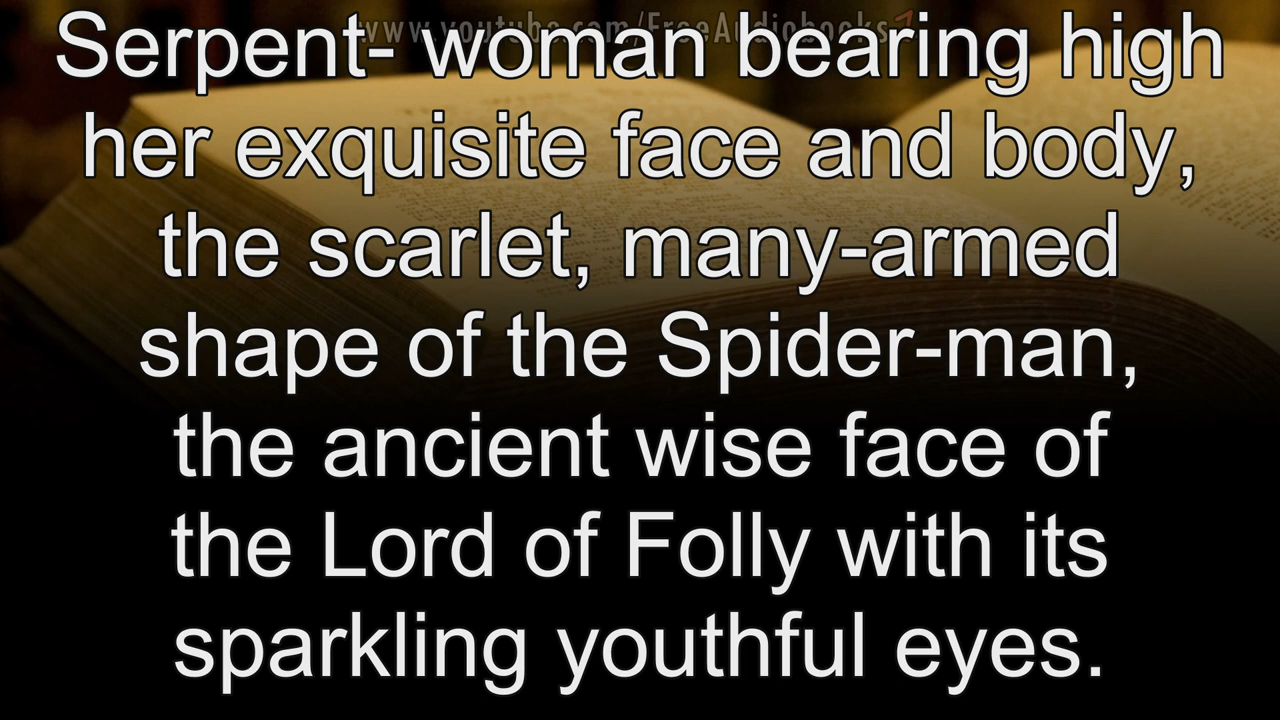 www.youtube.com/FreeAudiobooks
Serpent- woman bearing high
her exquisite face and body,
the scarlet, many-armed
shape of the Spider-man,
the ancient wise face of
the Lord of Folly with its
sparkling youthful eyes.